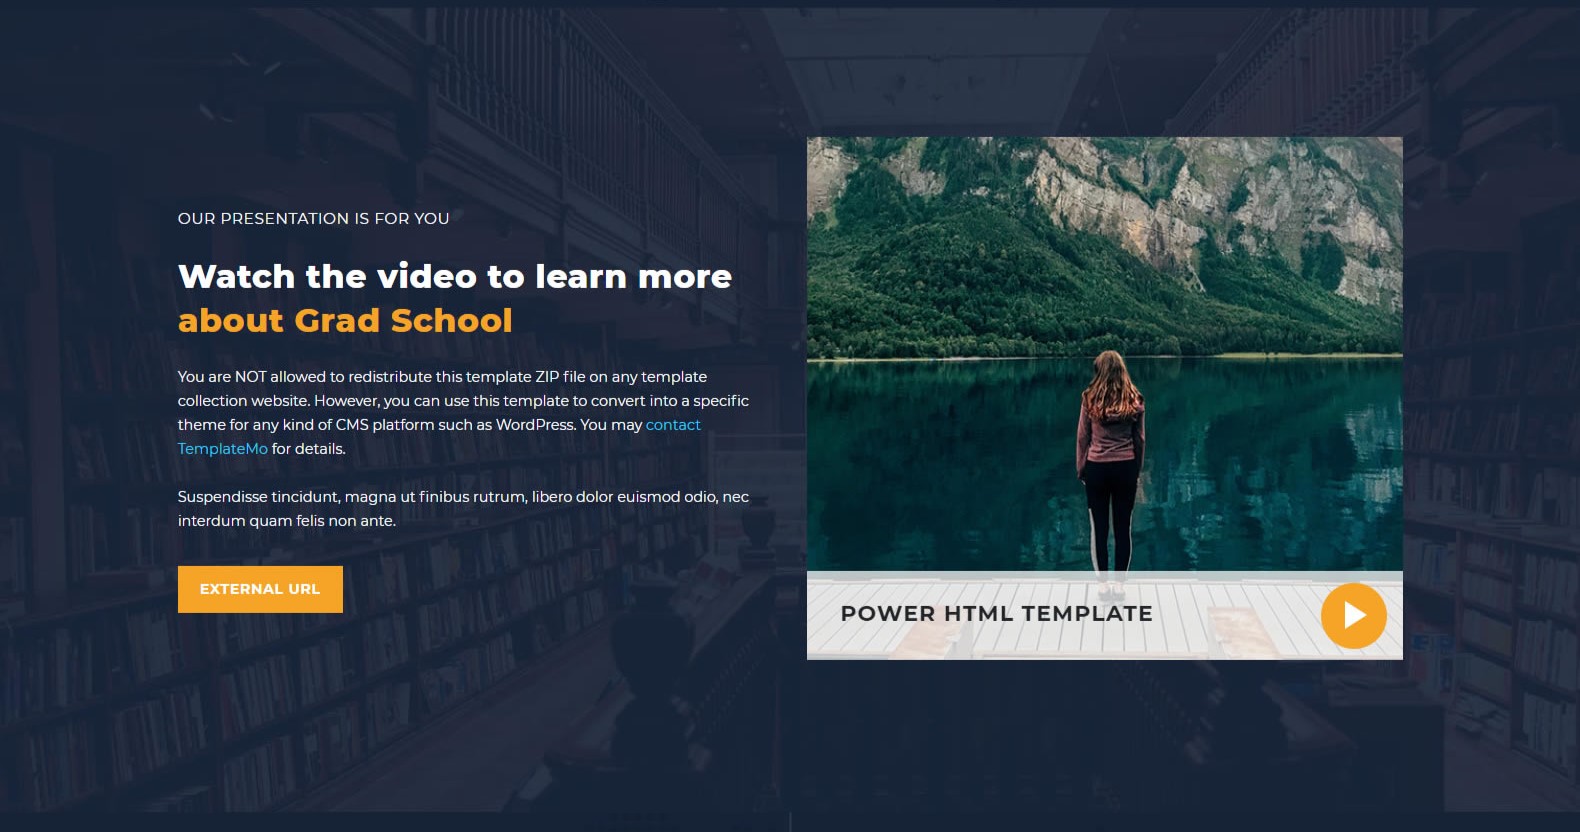 OUR PRESENTATION IS FOR YOU
Watch the video to learn more
about Grad School
You are NOT allowed to redistribute this template ZIP file on any template
collection website. However, you can use this template to convert into a specific
theme for any kind of CMS platform such as WordPress. You may contact
TemplateMo for details.
Suspendisse tincidunt, magna ut finibus rutrum, libero dolor euismod odio, nec
interdum quam felis non ante.
EXTERNAL URL
POWER HTML TEMPLATE